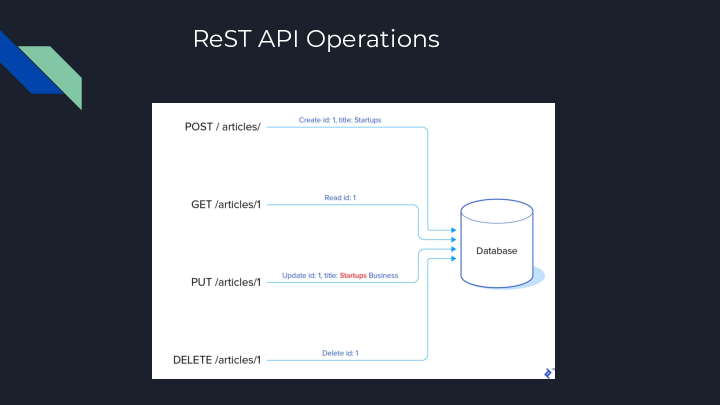 ReST API Operations
POST / articles/
Create id: 1, title: Startups
GET /articles/1
Read id: 1
Database
PUT /articles/1
Update id: 1, title: Startups Business
DELETE /articles/1
Delete id: 1